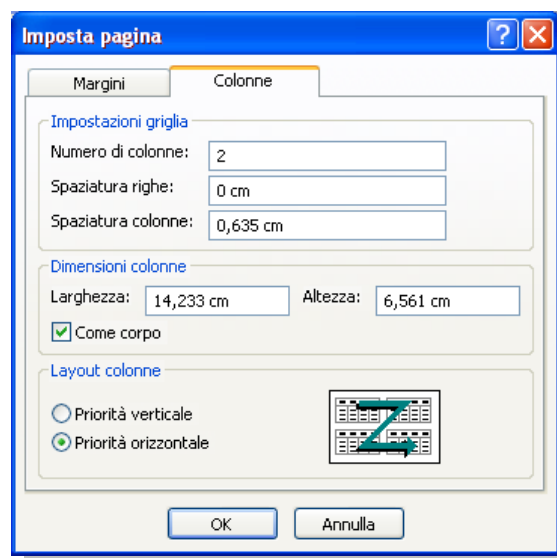 Imposta pagina
Margini Colonne
Impostazioni griglia
Numero di colonne: 2
Spaziatura righe: 0 cm
Spaziatura colonne: 0,635 cm
Dimensioni colonne
Larghezza: 14,233 cm Altezza: 6,561 cm
Come corpo
Layout colonne
Priorità verticale
Priorità orizzontale
OK Annulla